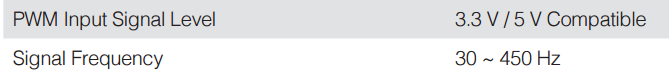 PWM Input Signal Level 3.3 V / 5 V Compatible
Signal Frequency 30 ~ 450 Hz